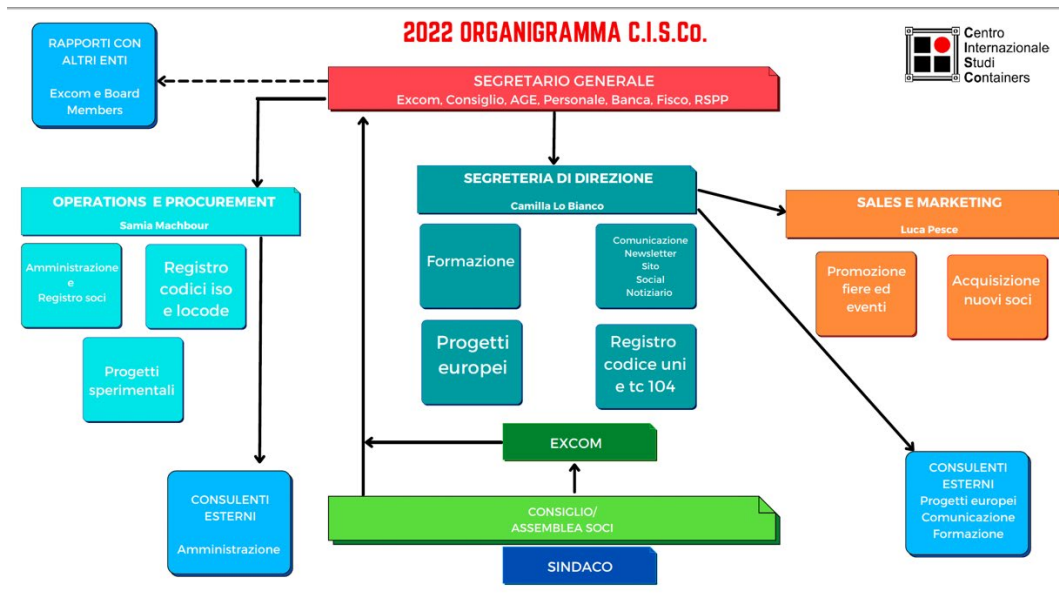 2022 ORGANIGRAMMA C.I.S.Co.
Centro
Internazionale
Studi
Containers
RAPPORTI CON
ALTRI ENTI
Excom e Board
Members
SEGRETARIO GENERALE
Excom, Consiglio, AGE, Personale, Banca, Fisco, RSPP
OPERATIONS E PROCUREMENT
Samia Machbour
Amministrazione
e
Registro soci
Registro
codici iso
e locode
Progetti
sperimentali
SEGRETERIA DI DIREZIONE
Camilla Lo Bianco
Formazione
Comunicazione
Newsletter
Sito
Social
Notiziario
Progetti
europei
Registro
codice uni
e tc 104
SALES E MARKETING
Luca Pesce
Promozione
fiere ed
eventi
Acquisizione
nuovi soci
EXCOM
CONSIGLIO/
ASSEMBLEA SOCI
SINDACO
CONSULENTI
ESTERNI
Amministrazione
CONSULENTI
ESTERNI
Progetti europei
Comunicazione
Formazione